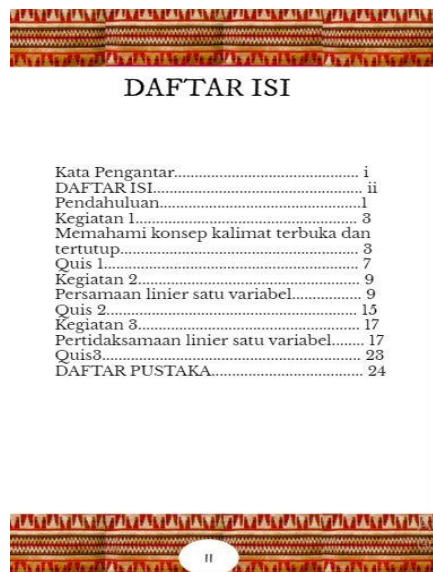 DAFTAR ISI
Kata Pengantar............................................... i
DAFTAR ISI..................................................... ii
Pendahuluan...................................................1
Kegiatan 1........................................................ 3
Memahami konsep kalimat terbuka dan
tertutup............................................................ 3
Quis 1................................................................ 7
Kegiatan 2........................................................ 9
Persamaan linier satu variabel................. 9
Quis 2............................................................... 15
Kegiatan 3........................................................ 17
Pertidaksamaan linier satu variabel........ 17
Quis3................................................................. 23
DAFTAR PUSTAKA...................................... 24
II